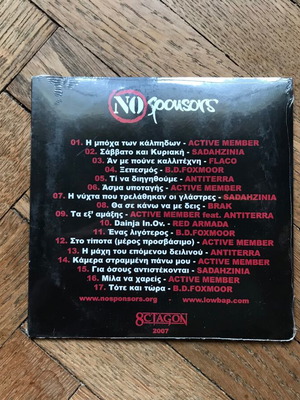 NO sponsors
01. Η μπόχα των κάλπηδων - ACTIVE MEMBER
02. Σάββατο και Κυριακή - SADAHZINIA
03. Άν με πούνε καλλιτέχνη - FLACO
04. Ξεπεσμός - B.D.FOXMOOR
05. Τί να διηγηθούμε - ANTITERRA
06. Άσμα υποταγής - ACTIVE MEMBER
07. Η νύχτα που τρελάθηκαν οι γλάστρες - SADAHZINIA
08. Θα σε κάνω να με δεις - BRAK
09. Τα εξ' αμάξης - ACTIVE MEMBER feat. ANTITERRA
10. Dainja In.Ov. - RED ARMADA
11. Ένας λιγότερος - B.D.FOXMOOR
12. Στο τίποτα (μέρος προσβάσιμο) - ACTIVE MEMBER
13. Η μάχη του επόμενου δειλινού - ANTITERRA
14. Κάμερα στραμμένη πάνω μου - ACTIVE MEMBER
15. Για όσους αντιστέκονται - SADAHZINIA
16. Μίλα να χαρείς - ACTIVE MEMBER
17. Τότε και τώρα - B.D.FOXMOOR
www.nosponsors.org - www.lowbap.com
8CTAGON
2007